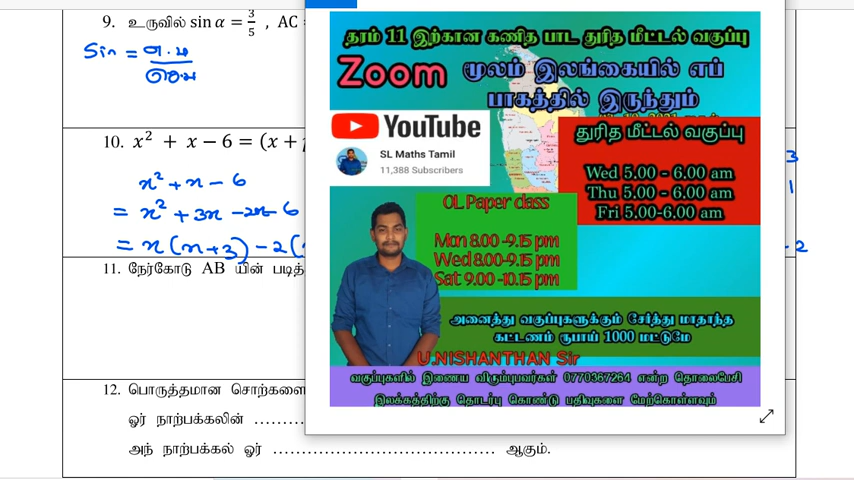 9. உருவில் sin α = 3/5 , AC =
Sin = எ.ப / செ.ப
10. x² + x − 6 = (x +
x² + x − 6
= x² + 3x − 2x − 6
= x(x+3) − 2(
3
1
- 2
11. நேர்கோடு AB யின் படித்
12. பொருத்தமான சொற்களை
ஓர் நாற்பக்கலின் ..........
அந் நாற்பக்கல் ஓர் ............................................ ஆகும்.
தரம் 11 இற்கான கணித பாட துரித மீட்டல் வகுப்பு
Zoom மூலம் இலங்கையில் எப்
பாகத்தில் இருந்தும்
YouTube
SL Maths Tamil
11,388 Subscribers
துரித மீட்டல் வகுப்பு
Wed 5.00 - 6.00 am
Thu 5.00 - 6.00 am
Fri 5.00-6.00 am
OL Paper class
Mon 8.00 -9.15 pm
Wed 8.00-9.15 pm
Sat 9.00 -10.15 pm
அனைத்து வகுப்புகளுக்கும் சேர்த்து மாதாந்த
கட்டணம் ரூபாய் 1000 மட்டுமே
U.NISHANTHAN Sir
வகுப்புகளில் இணைய விரும்புபவர்கள் 0770367264 என்ற தொலைபேசி
இலக்கத்திற்கு தொடர்பு கொண்டு பதிவுகளை மேற்கொள்ளவும்